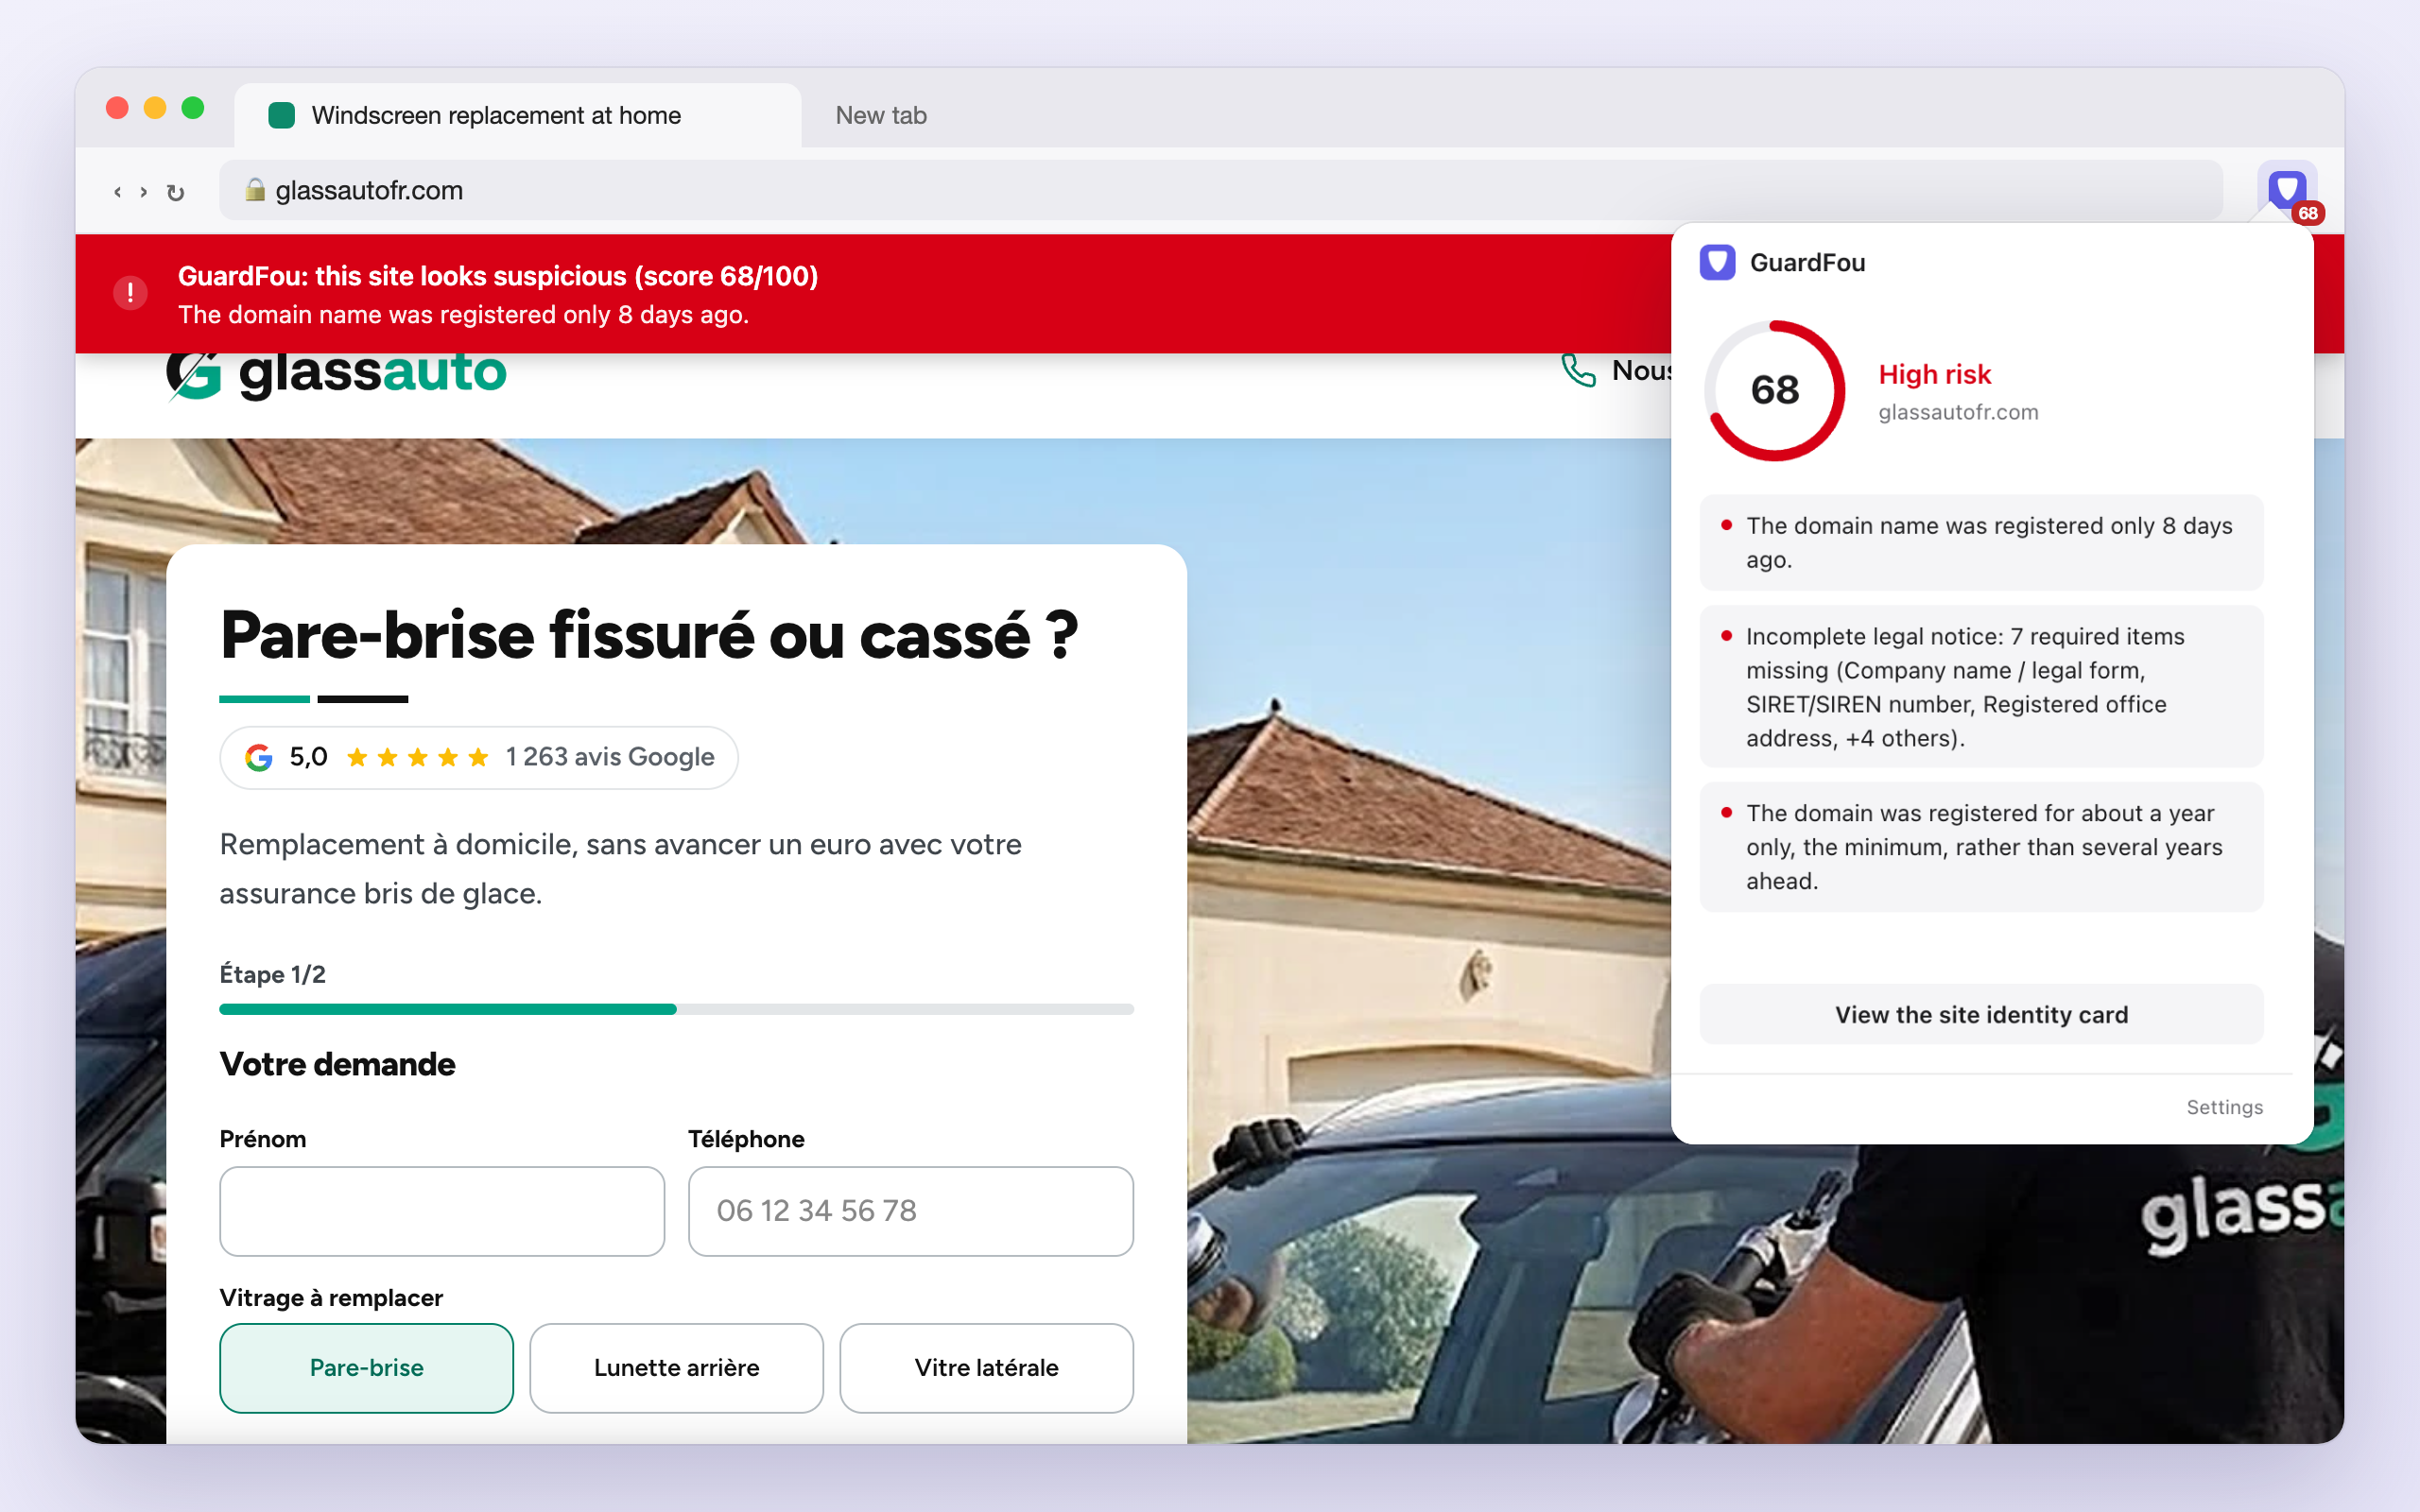 Windscreen replacement at home
New tab
glassautofr.com
68
GuardFou: this site looks suspicious (score 68/100)
The domain name was registered only 8 days ago.
glassauto
Nous
Pare-brise fissuré ou cassé ?
5,0
1 263 avis Google
Remplacement à domicile, sans avancer un euro avec votre
assurance bris de glace.
Étape 1/2
Votre demande
Prénom
Téléphone
06 12 34 56 78
Vitrage à remplacer
Pare-brise
Lunette arrière
Vitre latérale
GuardFou
68
High risk
glassautofr.com
The domain name was registered only 8 days
ago.
Incomplete legal notice: 7 required items
missing (Company name / legal form,
SIRET/SIREN number, Registered office
address, +4 others).
The domain was registered for about a year
only, the minimum, rather than several years
ahead.
View the site identity card
Settings
glass